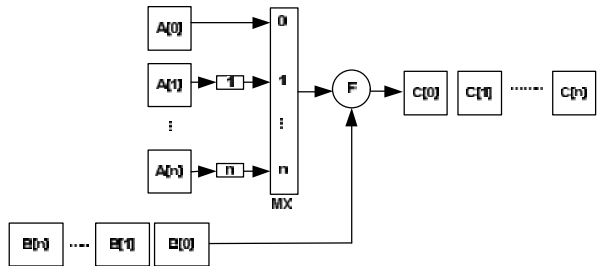 A[0] 0
A[1] 1 1 F C[0] C[1] ....... C[n]
...
A[n] n n
MX
B[n] .... B[1] B[0]